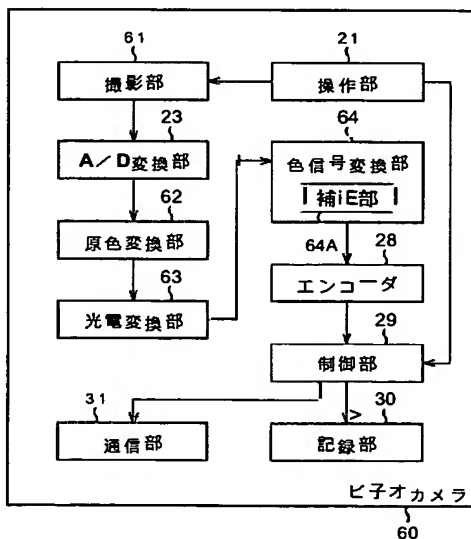 61
撮影部
21
操作部
23
A/D変換部
64
色信号変換部
補iE部
64A
62
原色変換部
28
エンコーダ
63
光電変換部
29
制御部
31
通信部
30
記録部
ビ子オカメラ
60